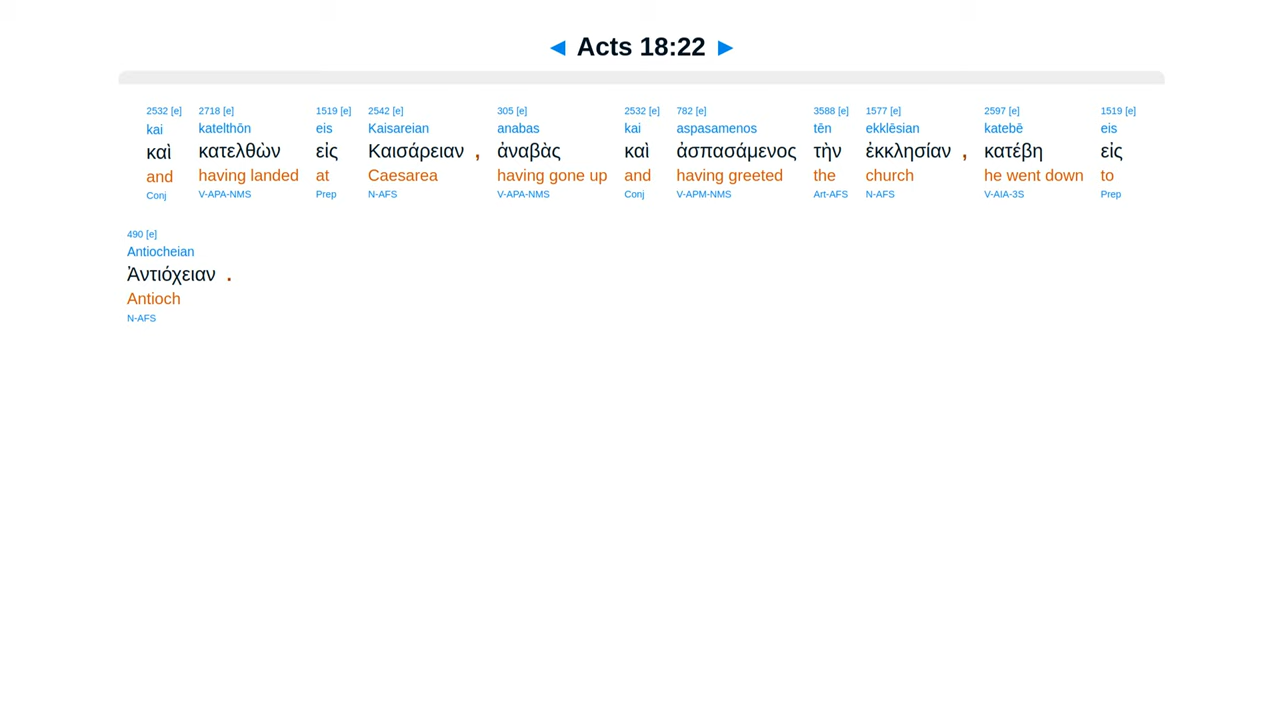 ◄ Acts 18:22 ►
2532 [e] 2718 [e] 1519 [e] 2542 [e] 305 [e] 2532 [e] 782 [e] 3588 [e] 1577 [e] 2597 [e] 1519 [e]
kai katelthōn eis Kaisareian anabas kai aspasamenos tēn ekklēsian katebē eis
καὶ κατελθὼν εἰς Καισάρειαν , ἀναβὰς καὶ ἀσπασάμενος τὴν ἐκκλησίαν , κατέβη εἰς
and having landed at Caesarea having gone up and having greeted the church he went down to
Conj V-APA-NMS Prep N-AFS V-APA-NMS Conj V-APM-NMS Art-AFS N-AFS V-AIA-3S Prep
490 [e]
Antiocheian
Ἀντιόχειαν .
Antioch
N-AFS